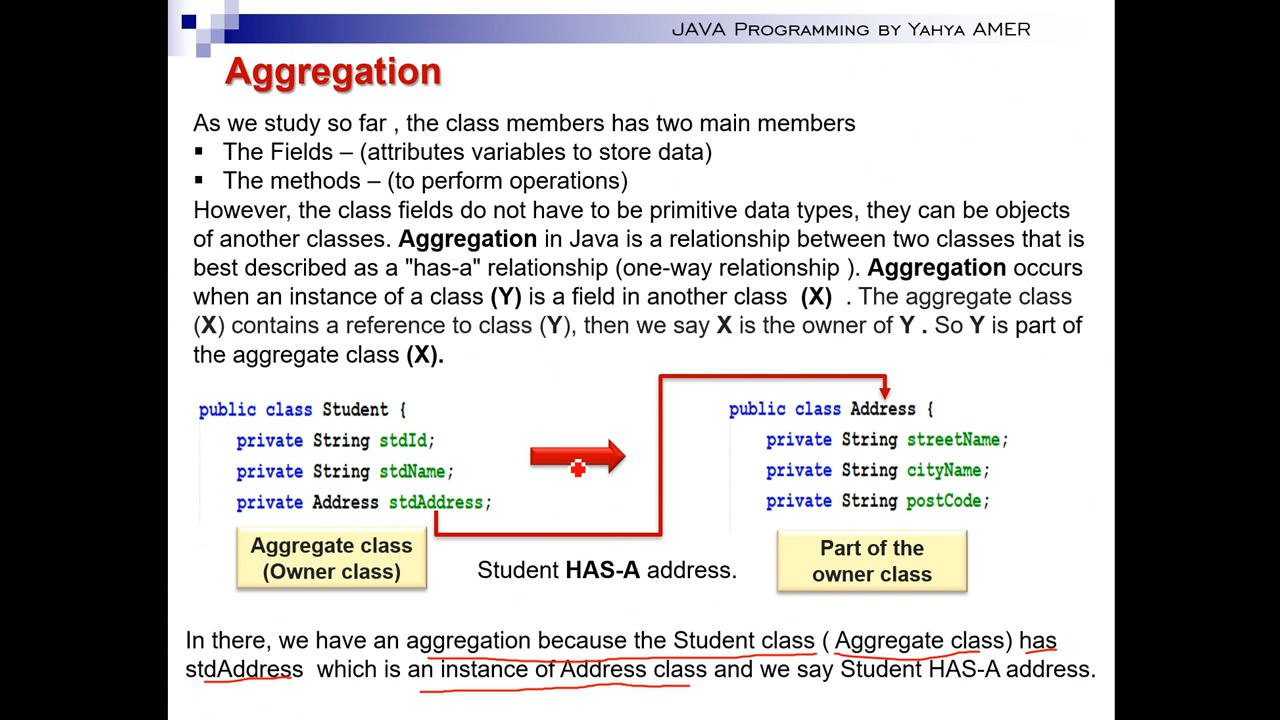 JAVA PROGRAMMING BY YAHYA AMER
Aggregation
As we study so far , the class members has two main members
▪ The Fields – (attributes variables to store data)
▪ The methods – (to perform operations)
However, the class fields do not have to be primitive data types, they can be objects
of another classes. Aggregation in Java is a relationship between two classes that is
best described as a "has-a" relationship (one-way relationship ). Aggregation occurs
when an instance of a class (Y) is a field in another class (X) . The aggregate class
(X) contains a reference to class (Y), then we say X is the owner of Y . So Y is part of
the aggregate class (X).
public class Student {
private String stdId;
private String stdName;
private Address stdAddress;
Aggregate class
(Owner class)
Student HAS-A address.
public class Address {
private String streetName;
private String cityName;
private String postCode;
Part of the
owner class
In there, we have an aggregation because the Student class ( Aggregate class) has
stdAddress which is an instance of Address class and we say Student HAS-A address.